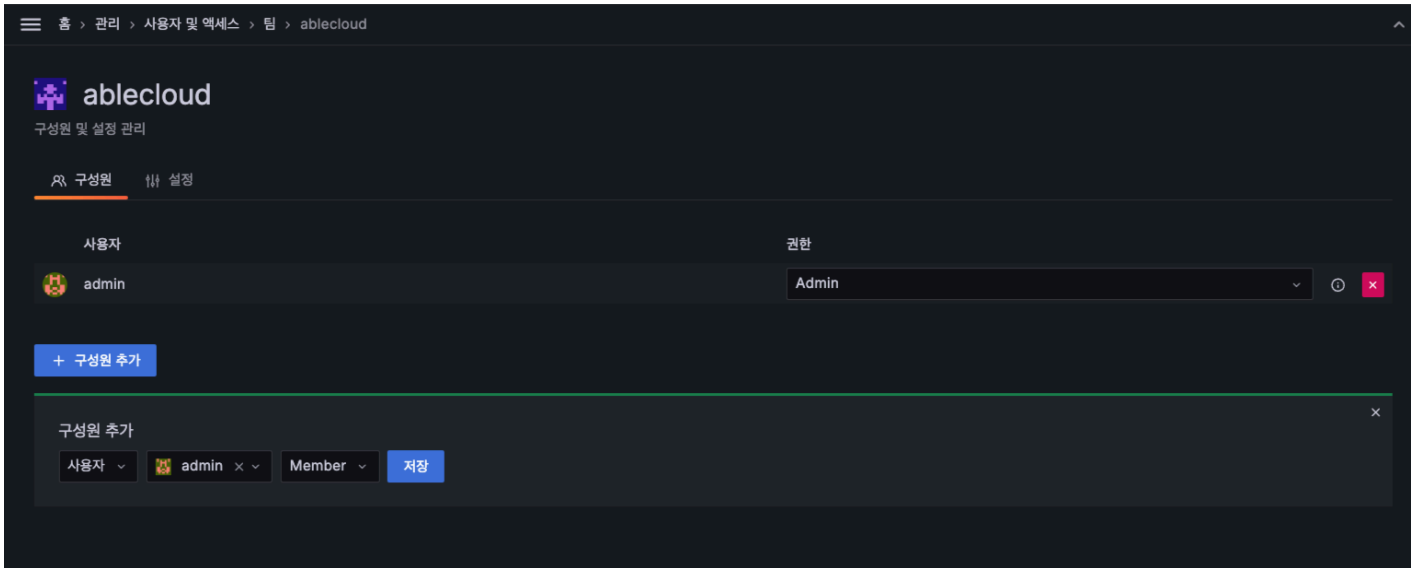 홈 › 관리 › 사용자 및 액세스 › 팀 › ablecloud
ablecloud
구성원 및 설정 관리
구성원 설정
사용자 권한
admin Admin
+ 구성원 추가
구성원 추가
사용자 admin Member 저장